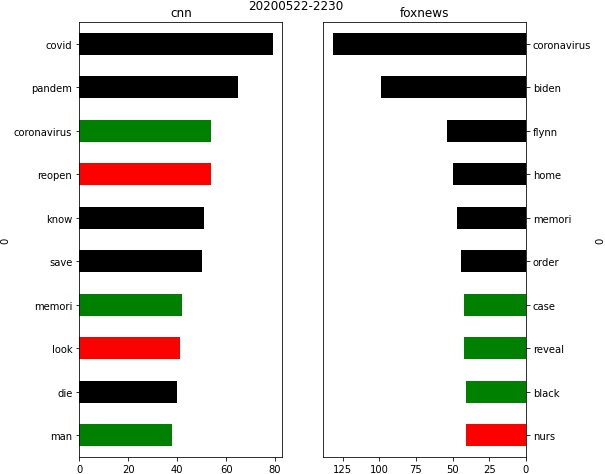 20200522-2230
cnn
foxnews
covid
pandem
coronavirus
reopen
know
save
memori
look
die
man
0
20
40
60
80
0
coronavirus
biden
flynn
home
memori
order
case
reveal
black
nurs
125
100
75
50
25
0
0